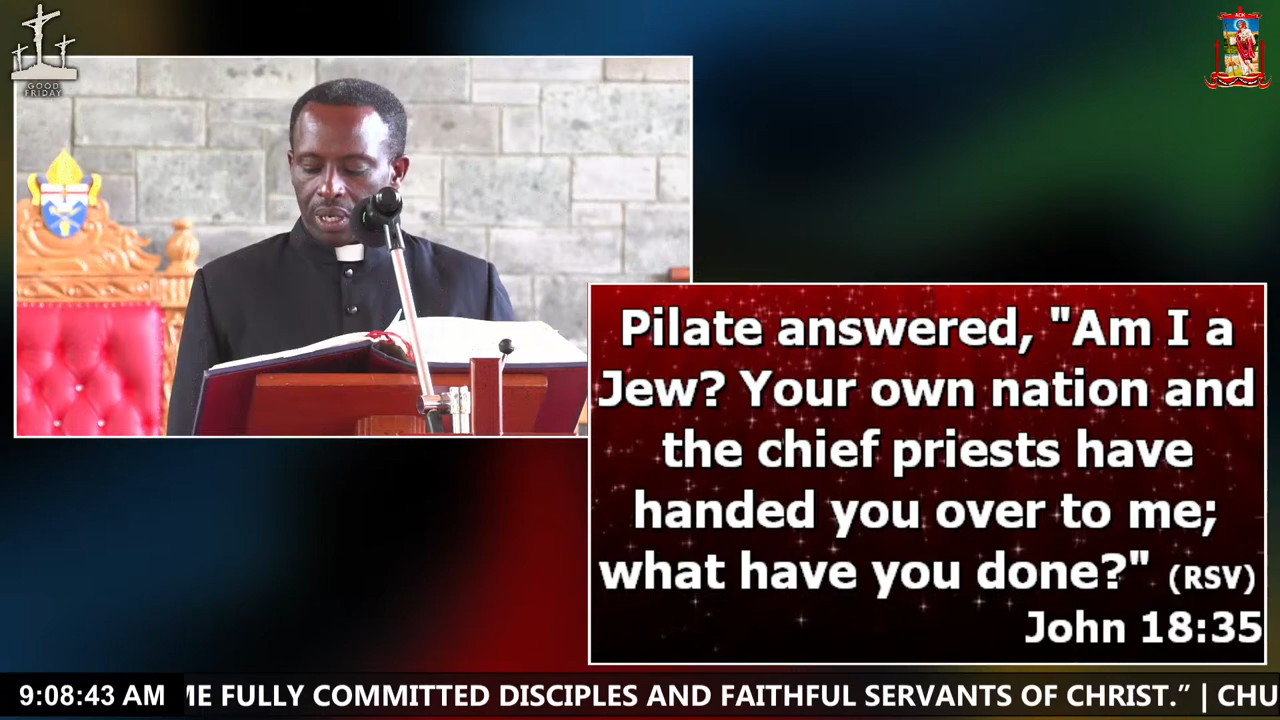 GOOD
FRIDAY
ACK
Pilate answered, "Am I a
Jew? Your own nation and
the chief priests have
handed you over to me;
what have you done?" (RSV)
John 18:35
9:08:43 AM
ME FULLY COMMITTED DISCIPLES AND FAITHFUL SERVANTS OF CHRIST.” | CHU